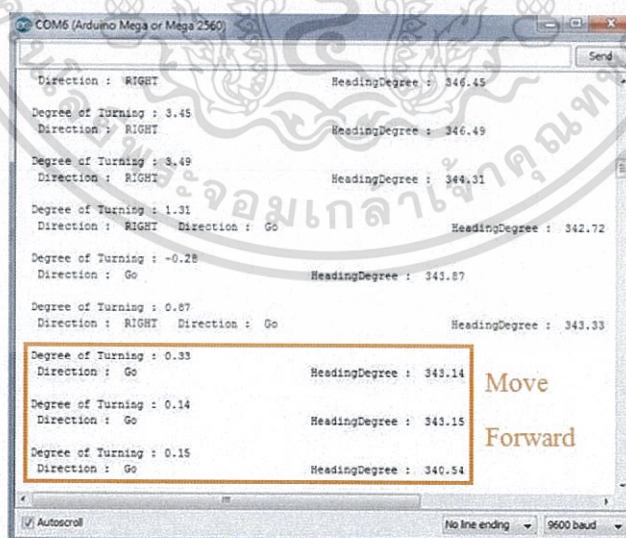 COM6 (Arduino Mega or Mega 2560)
Send
Direction : RIGHT HeadingDegree : 346.45
Degree of Turning : 3.45
Direction : RIGHT HeadingDegree : 346.49
Degree of Turning : 3.49
Direction : RIGHT HeadingDegree : 344.31
Degree of Turning : 1.31
Direction : RIGHT Direction : Go HeadingDegree : 342.72
Degree of Turning : -0.28
Direction : Go HeadingDegree : 343.87
Degree of Turning : 0.87
Direction : RIGHT Direction : Go HeadingDegree : 343.33
Degree of Turning : 0.33
Direction : Go HeadingDegree : 343.14
Degree of Turning : 0.14
Direction : Go HeadingDegree : 343.15
Degree of Turning : 0.15
Direction : Go HeadingDegree : 340.54
Move
Forward
Autoscroll
No line ending 9600 baud